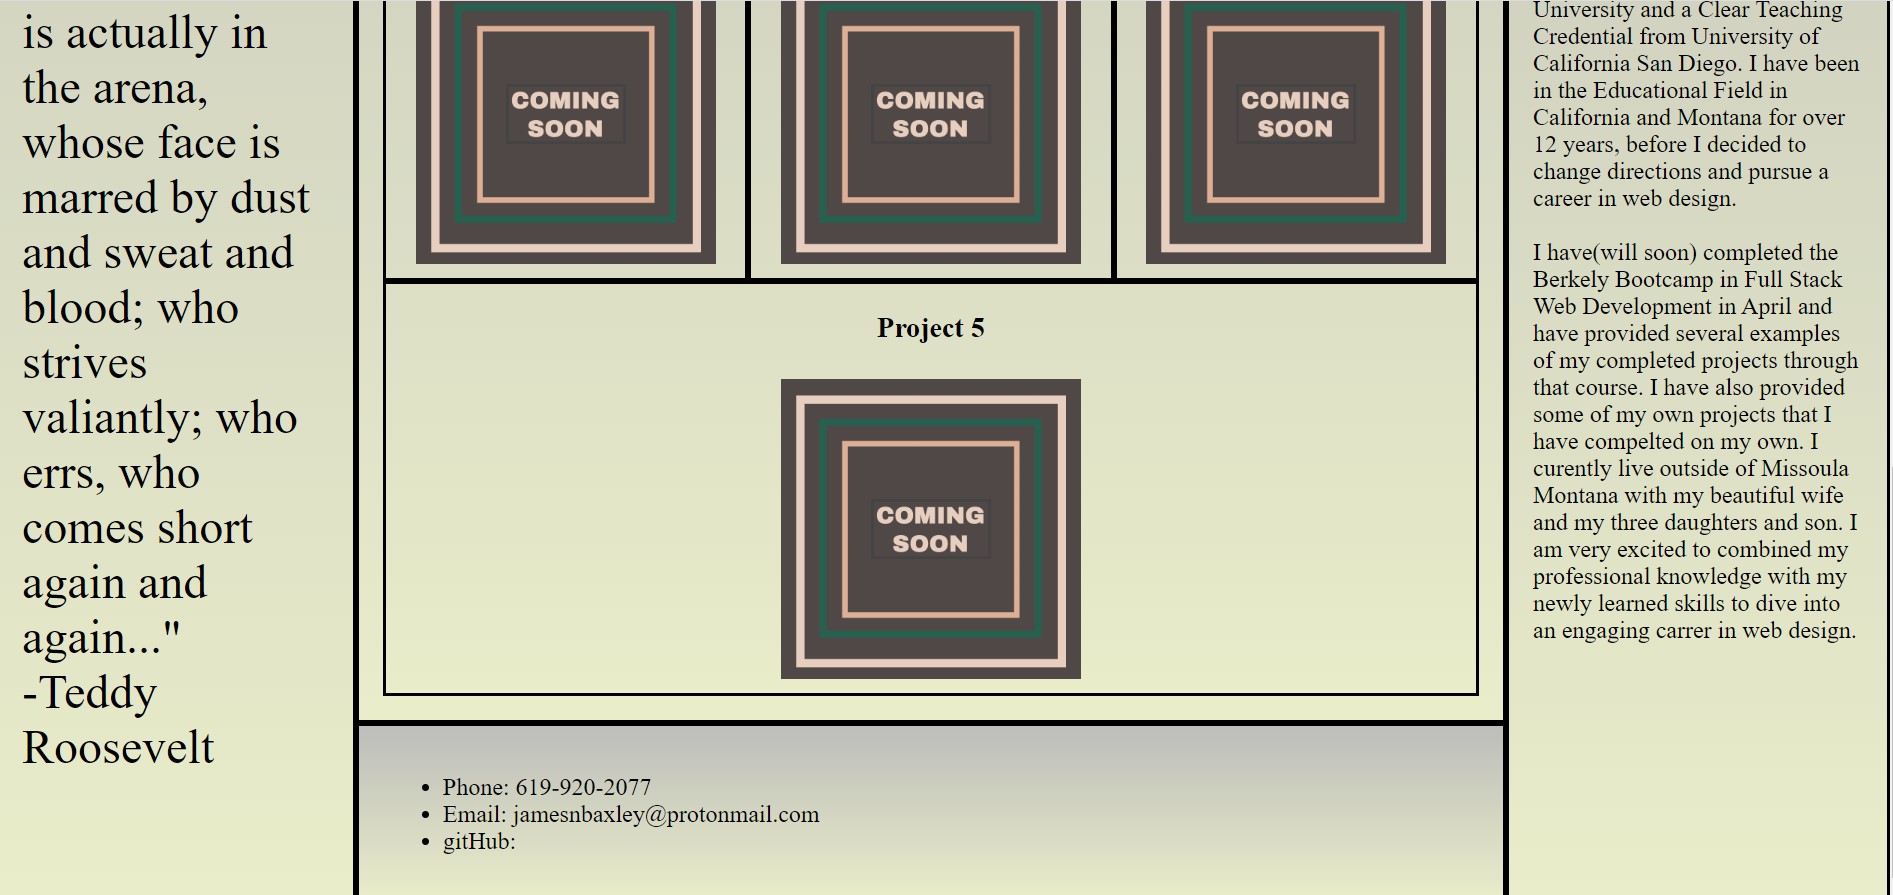 is actually in
the arena,
whose face is
marred by dust
and sweat and
blood; who
strives
valiantly; who
errs, who
comes short
again and
again..."
-Teddy
Roosevelt
COMING
SOON
COMING
SOON
COMING
SOON
Project 5
COMING
SOON
Phone: 619-920-2077
Email: jamesnbaxley@protonmail.com
gitHub:
University and a Clear Teaching
Credential from University of
California San Diego. I have been
in the Educational Field in
California and Montana for over
12 years, before I decided to
change directions and pursue a
career in web design.
I have(will soon) completed the
Berkely Bootcamp in Full Stack
Web Development in April and
have provided several examples
of my completed projects through
that course. I have also provided
some of my own projects that I
have compelted on my own. I
curently live outside of Missoula
Montana with my beautiful wife
and my three daughters and son. I
am very excited to combined my
professional knowledge with my
newly learned skills to dive into
an engaging carrer in web design.